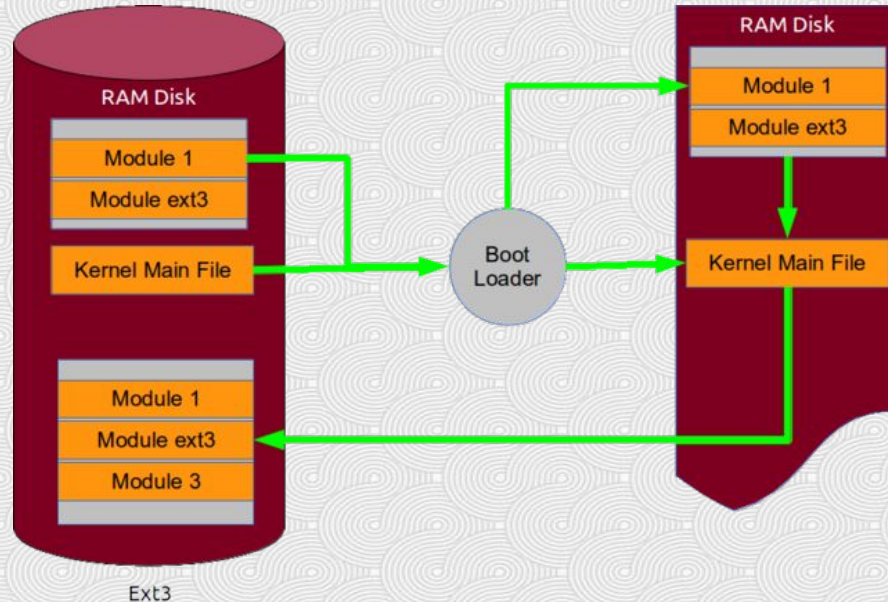 RAM Disk
Module 1
Module ext3
Kernel Main File
Module 1
Module ext3
Module 3
Ext3
Boot
Loader
RAM Disk
Module 1
Module ext3
Kernel Main File